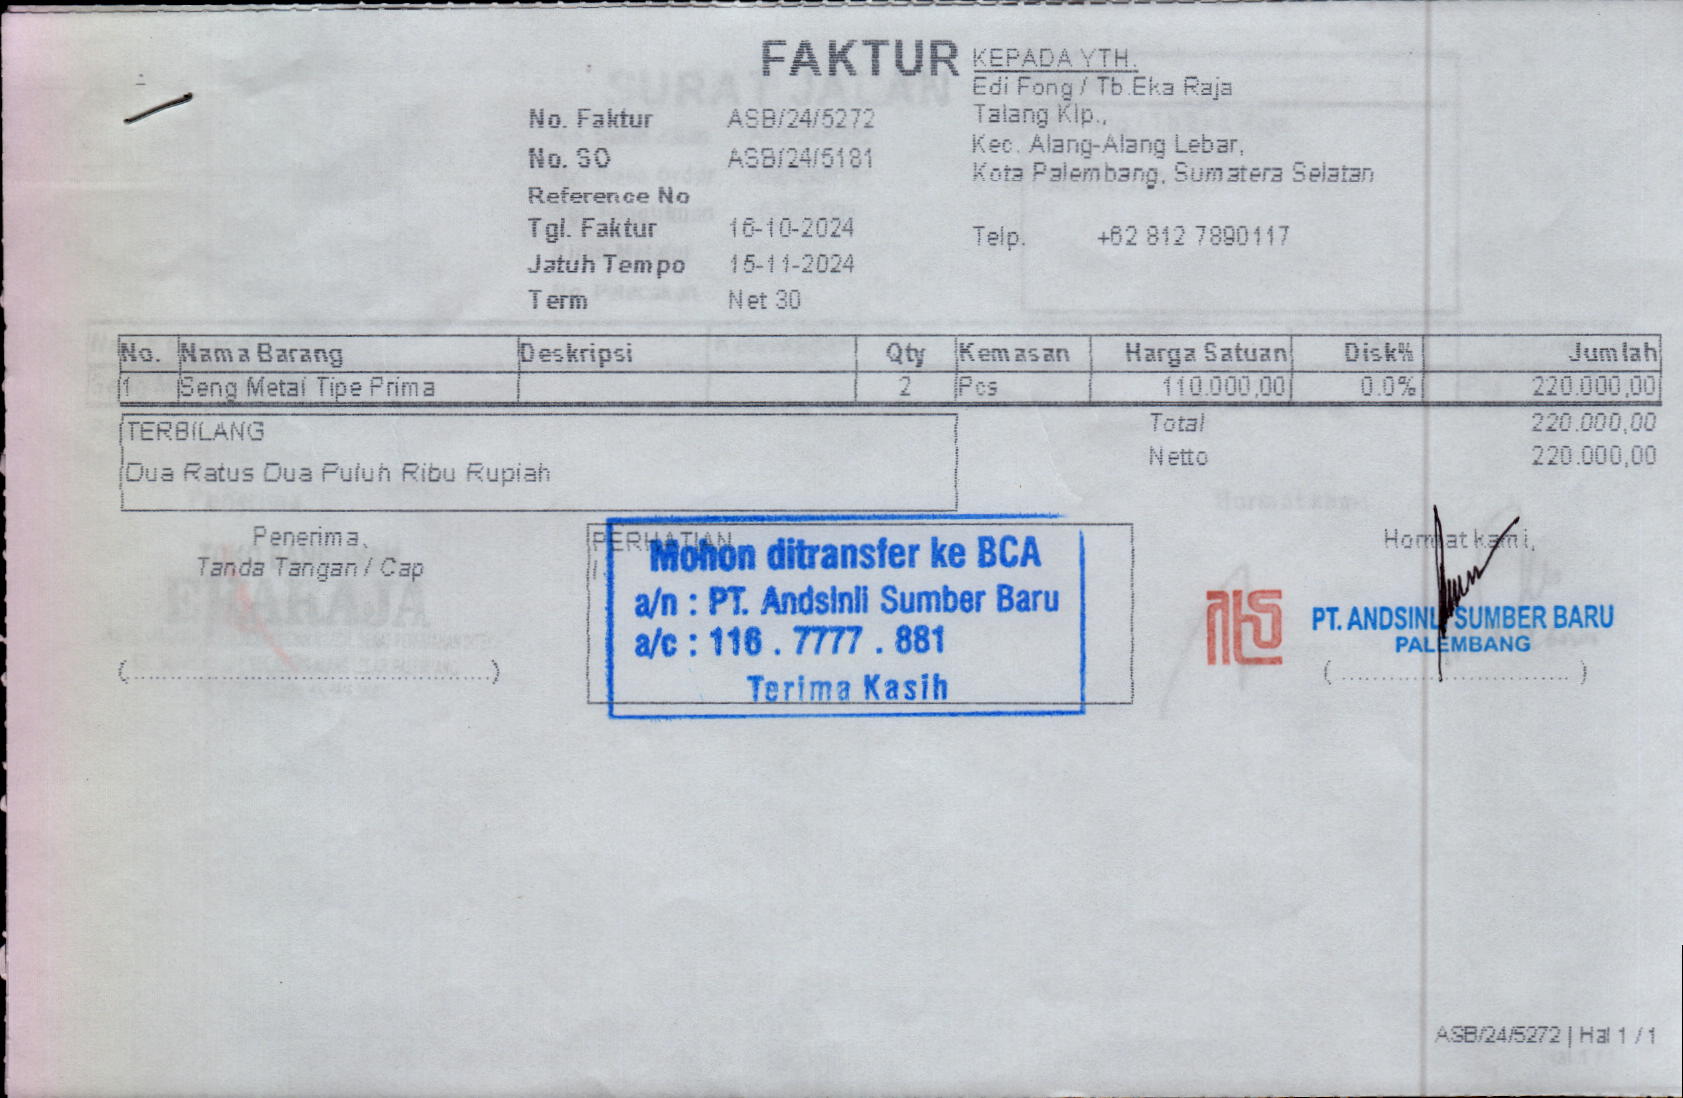 FAKTUR
No. Faktur ASB/24/5272
No. SO ASB/24/5181
Reference No
Tgl. Faktur 16-10-2024
Jatuh Tempo 15-11-2024
Term Net 30
KEPADA YTH.
Edi Fong / Tb.Eka Raja
Talang Klp.,
Kec. Alang-Alang Lebar,
Kota Palembang, Sumatera Selatan
Telp. +62 812 7890117
No. Nama Barang Deskripsi Qty Kemasan Harga Satuan Disk% Jumlah
1 Seng Metal Tipe Prima 2 Pcs 110.000,00 0.0% 220.000,00
Total 220.000,00
Netto 220.000,00
TERBILANG
Dua Ratus Dua Puluh Ribu Rupiah
Penerima,
Tanda Tangan / Cap
(..............................)
PERHATIAN
Mohon ditransfer ke BCA
a/n : PT. Andsinli Sumber Baru
a/c : 116 . 7777 . 881
Terima Kasih
Hormat kami,
PT. ANDSINLI SUMBER BARU
PALEMBANG
(..............................)
ASB/24/5272 | Hal 1 / 1